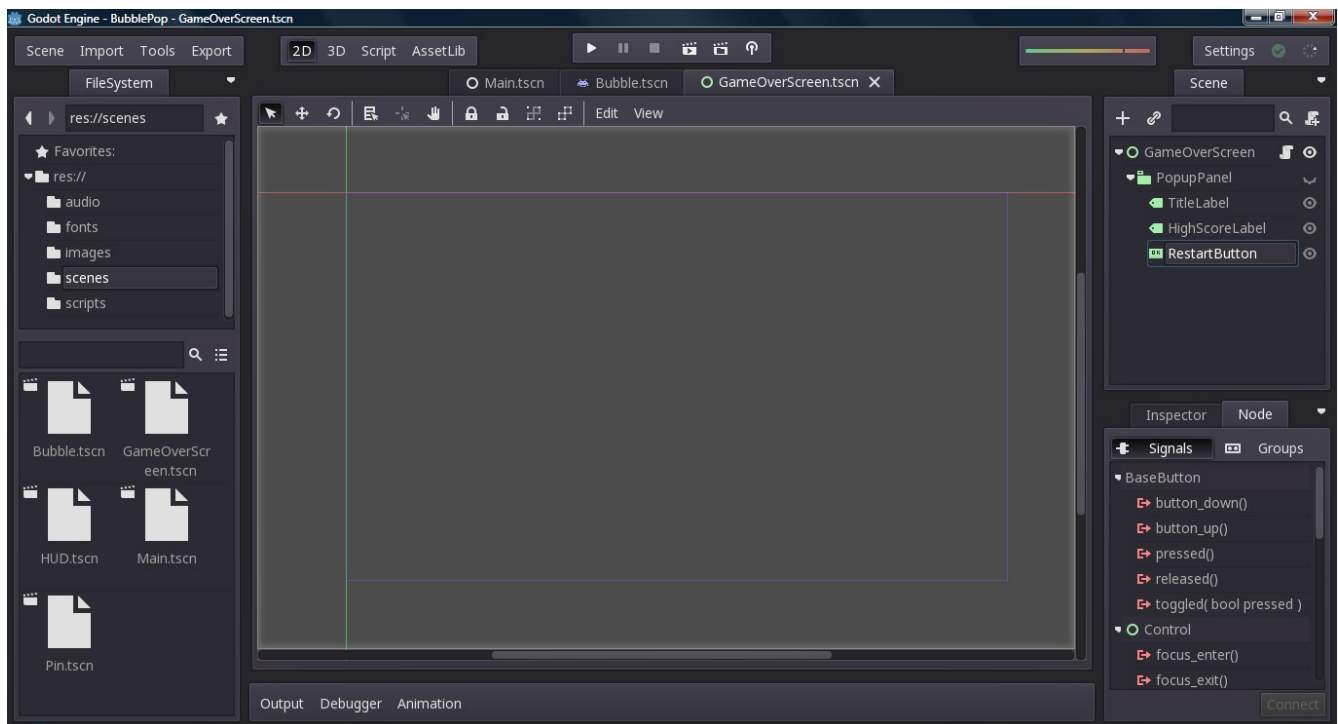 Godot Engine - BubblePop - GameOverScreen.tscn
Scene Import Tools Export
2D 3D Script AssetLib
Settings
FileSystem
Main.tscn
Bubble.tscn
GameOverScreen.tscn
Scene
res://scenes
Edit View
Favorites:
res://
audio
fonts
images
scenes
scripts
GameOverScreen
PopupPanel
TitleLabel
HighScoreLabel
RestartButton
Bubble.tscn
GameOverScr
een.tscn
HUD.tscn
Main.tscn
Pin.tscn
Inspector Node
Signals Groups
BaseButton
button_down()
button_up()
pressed()
released()
toggled( bool pressed )
Control
focus_enter()
focus_exit()
Connect
Output Debugger Animation